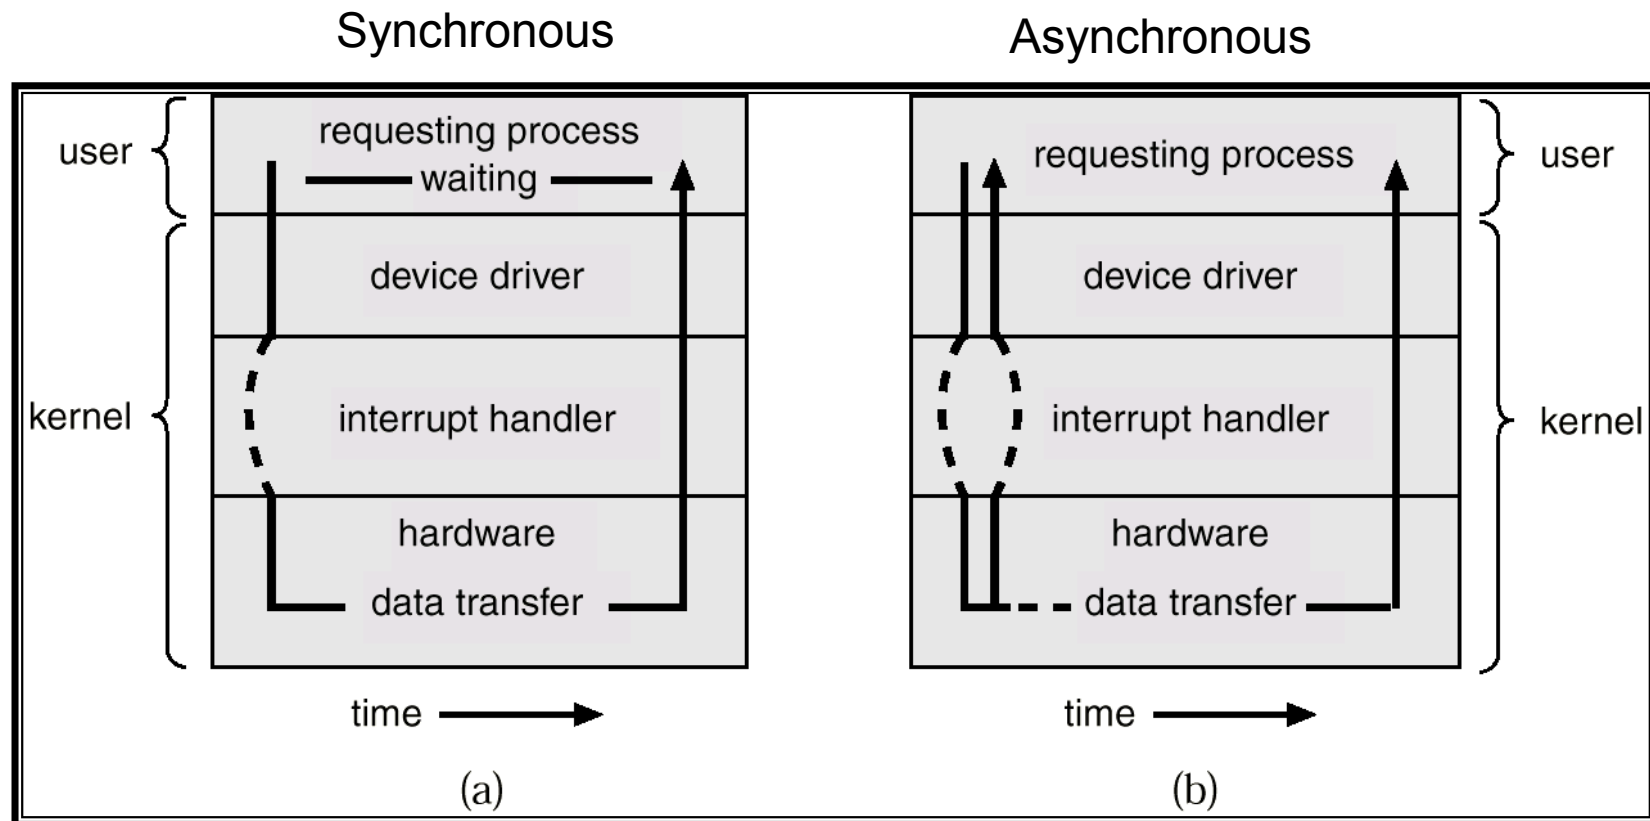 Synchronous
Asynchronous
user
requesting process
waiting
device driver
kernel
interrupt handler
hardware
data transfer
time
(a)
requesting process
user
device driver
interrupt handler
kernel
hardware
data transfer
time
(b)